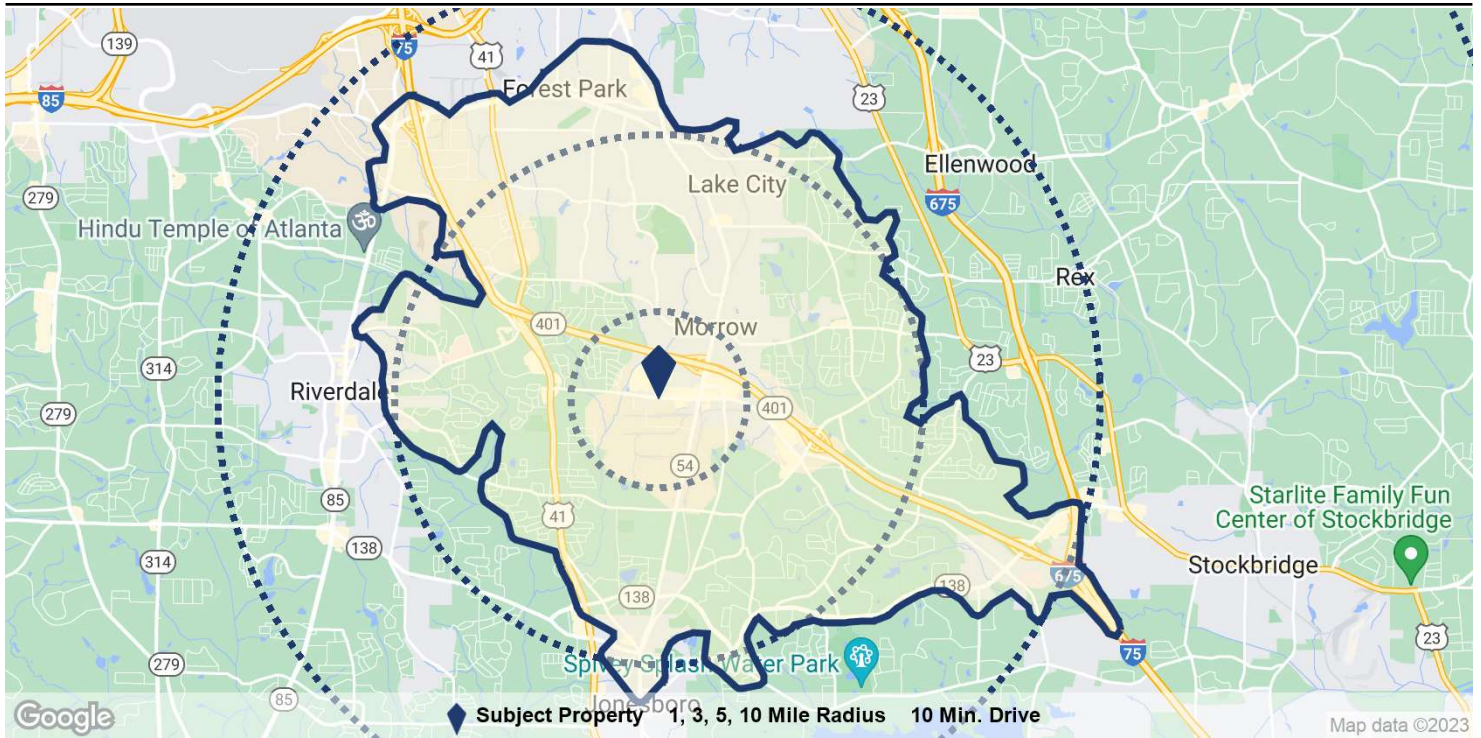 139
75
41
85
Forest Park
23
Ellenwood
Lake City
675
279
Hindu Temple of Atlanta
Rex
401
Morrow
23
314
Riverdale
279
401
54
85
Starlite Family Fun
Center of Stockbridge
41
138
314
Stockbridge
675
138
138
23
75
279
Spivey Splash Water Park
85
Jonesboro
Google
Subject Property 1, 3, 5, 10 Mile Radius 10 Min. Drive
Map data ©2023